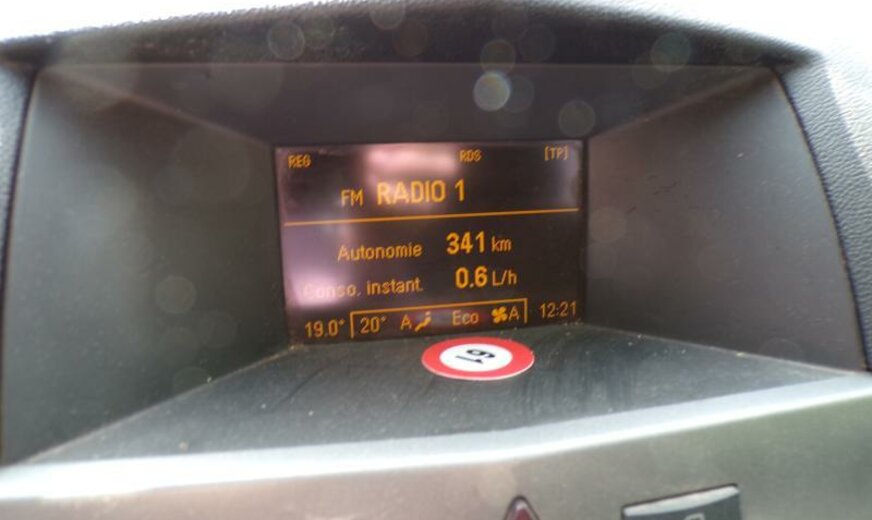 REG RDS [TP]
FM RADIO 1
Autonomie 341 km
Conso. instant. 0.6 L/h
19.0° 20° A Eco A 12:21
61